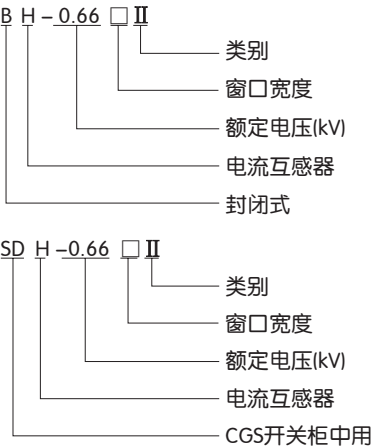 BH-0.66□Ⅱ
类别
窗口宽度
额定电压(kV)
电流互感器
封闭式
SDH-0.66□Ⅱ
类别
窗口宽度
额定电压(kV)
电流互感器
CGS开关柜中用